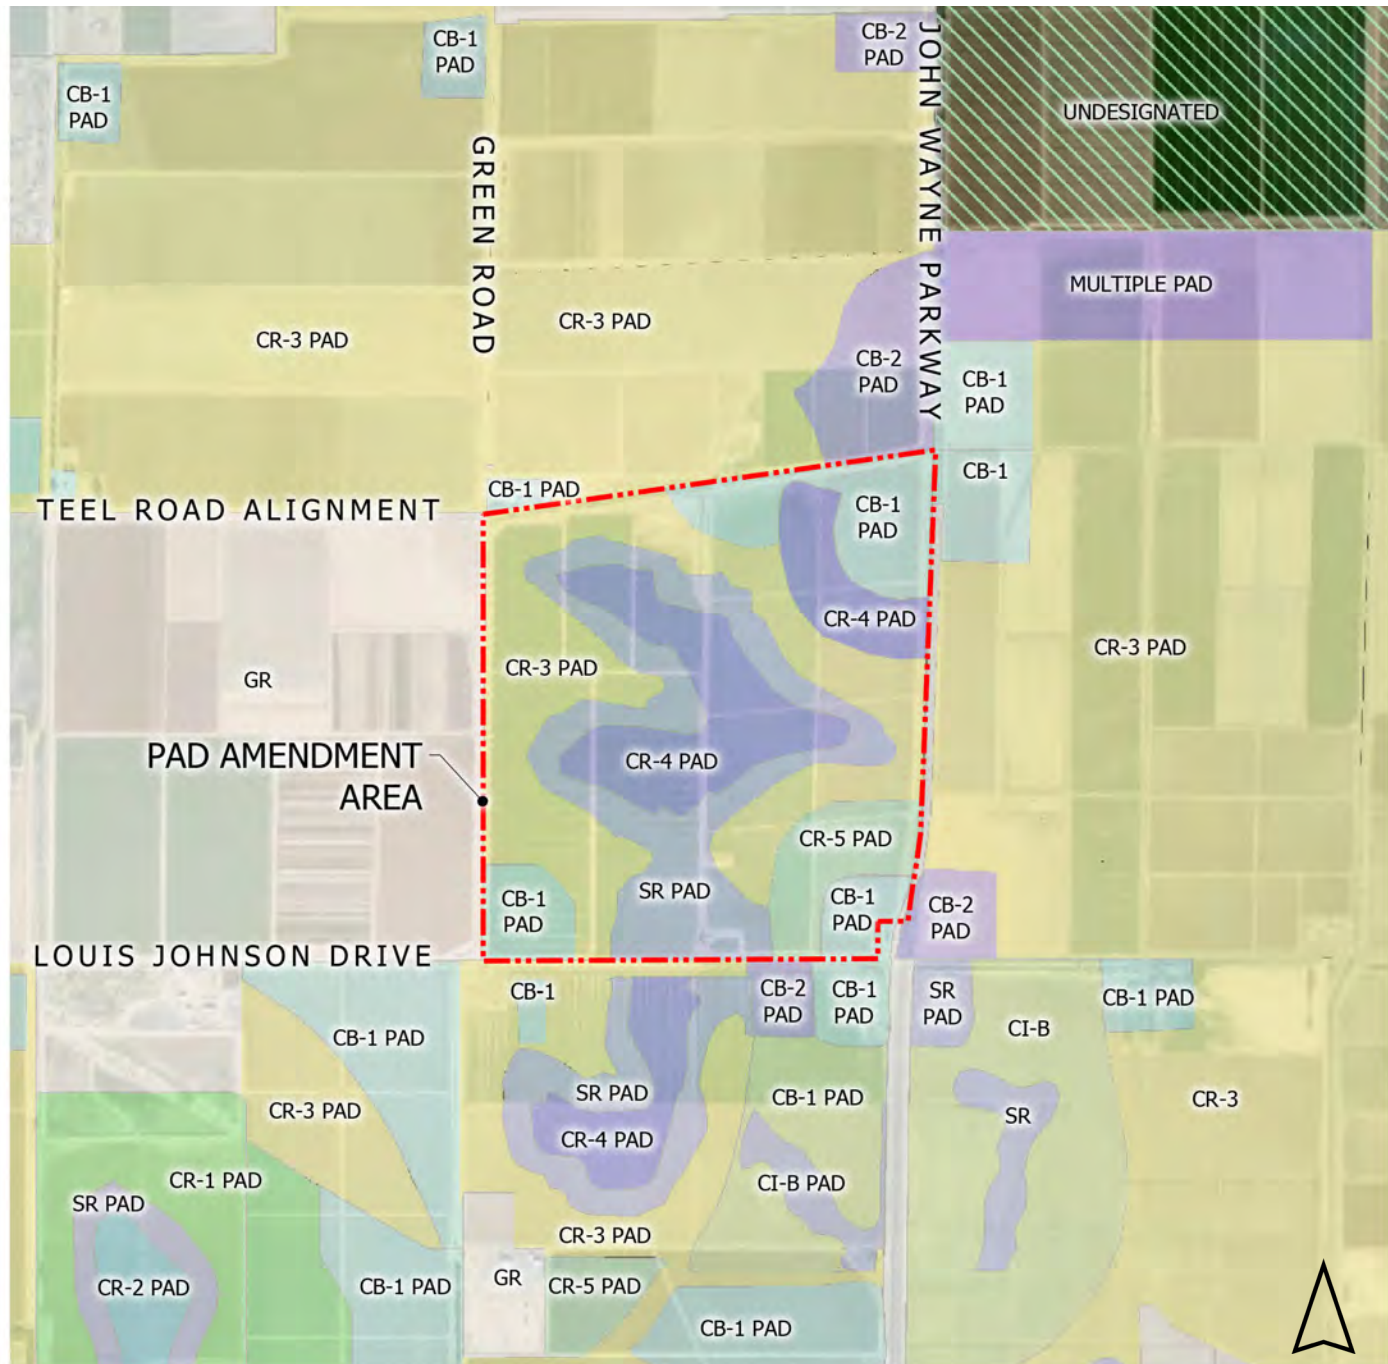 CB-1
PAD
CB-2
PAD
JOHN WAYNE PARKWAY
CB-1
PAD
UNDESIGNATED
GREEN ROAD
MULTIPLE PAD
CR-3 PAD
CR-3 PAD
CB-2
PAD
CB-1
PAD
CB-1
CB-1 PAD
TEEL ROAD ALIGNMENT
CB-1
PAD
CR-4 PAD
CR-3 PAD
CR-3 PAD
GR
PAD AMENDMENT
AREA
CR-4 PAD
CR-5 PAD
SR PAD
CB-1
PAD
CB-1
PAD
CB-2
PAD
LOUIS JOHNSON DRIVE
CB-1
CB-2
PAD
CB-1
PAD
SR
PAD
CB-1 PAD
CI-B
CB-1 PAD
SR PAD
CB-1 PAD
CR-3
CR-3 PAD
SR
CR-4 PAD
CR-1 PAD
CI-B PAD
SR PAD
CR-3 PAD
CR-2 PAD
CB-1 PAD
GR
CR-5 PAD
CB-1 PAD